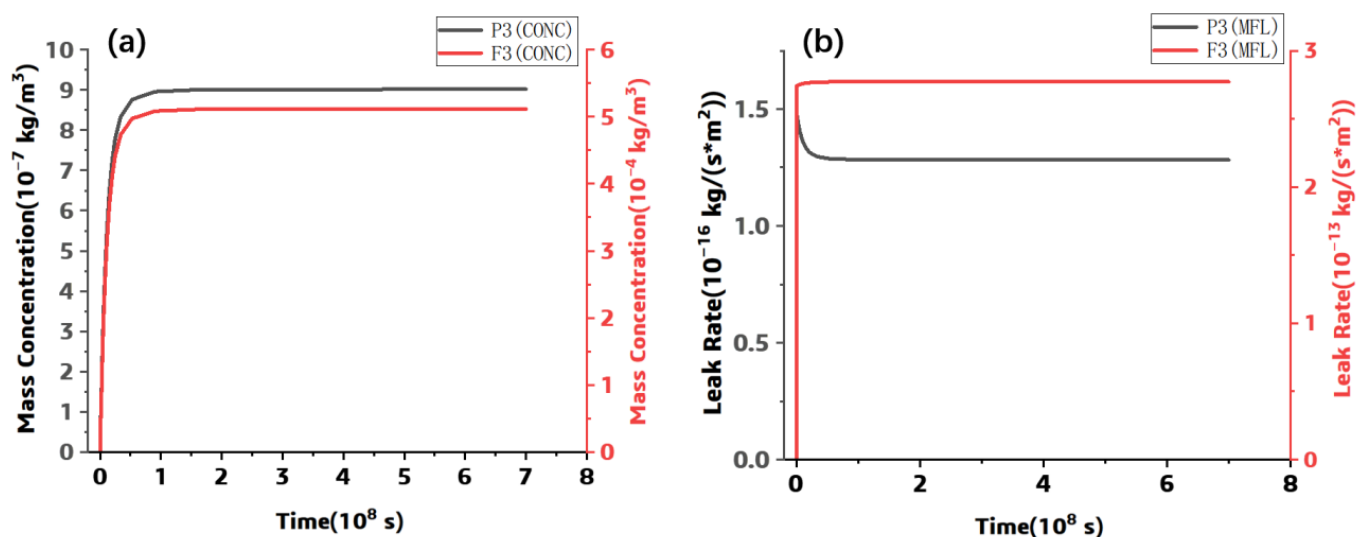 (a)
P3(CONC)
F3(CONC)
Mass Concentration(10⁻⁷ kg/m³)
10
9
8
7
6
5
4
3
2
1
0
6
5
4
3
2
1
0
Mass Concentration(10⁻⁴ kg/m³)
0 1 2 3 4 5 6 7 8
Time(10⁸ s)
(b)
P3(MFL)
F3(MFL)
Leak Rate(10⁻¹⁶ kg/(s*m²))
1.5
1.0
0.5
0.0
3
2
1
0
Leak Rate(10⁻¹³ kg/(s*m²))
0 2 4 6 8
Time(10⁸ s)